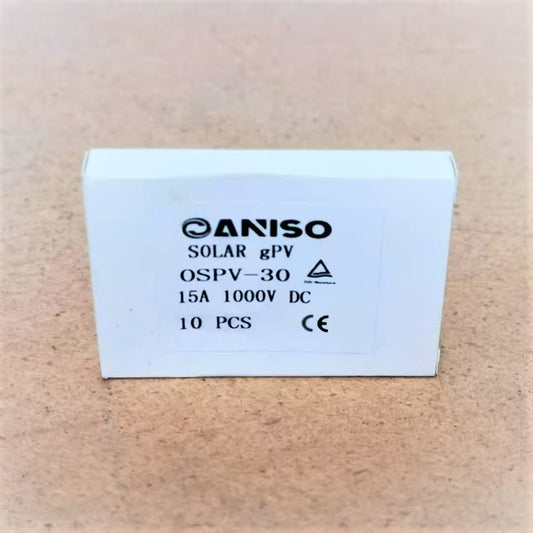 ANISO
SOLAR gPV
OSPV-30
15A 1000V DC
10 PCS CE